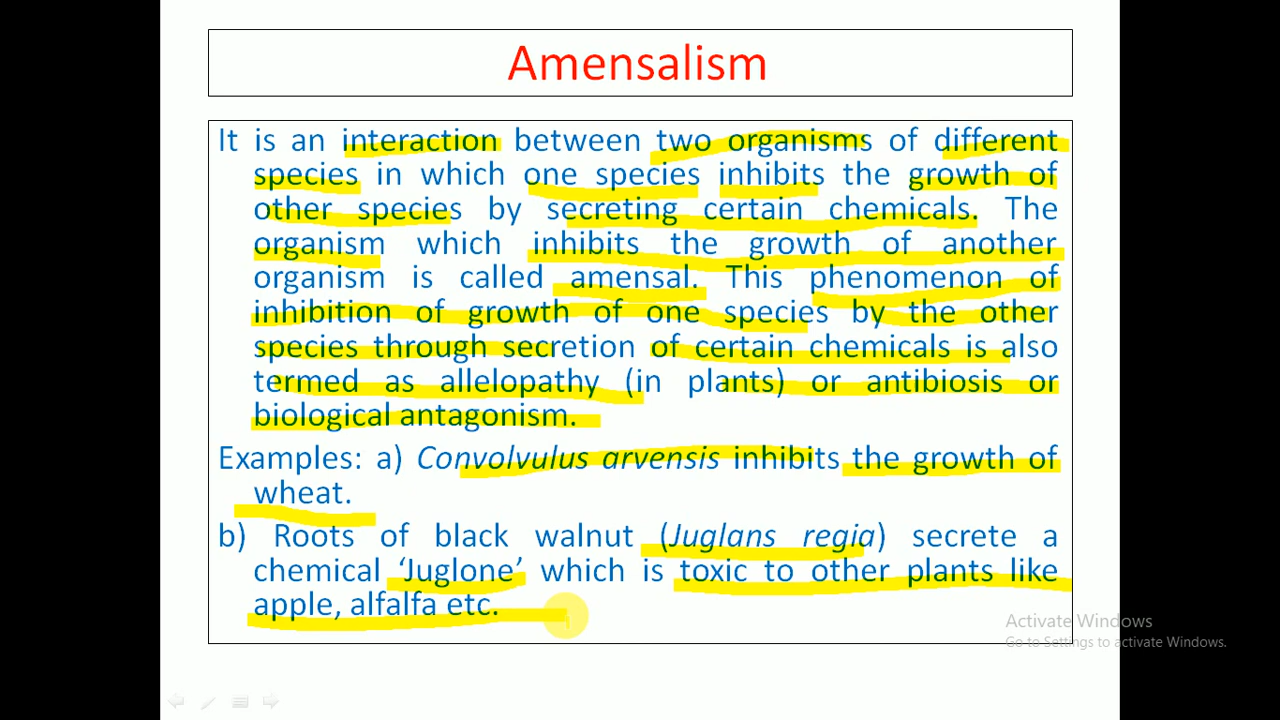 Amensalism
It is an interaction between two organisms of different
species in which one species inhibits the growth of
other species by secreting certain chemicals. The
organism which inhibits the growth of another
organism is called amensal. This phenomenon of
inhibition of growth of one species by the other
species through secretion of certain chemicals is also
termed as allelopathy (in plants) or antibiosis or
biological antagonism.
Examples: a) Convolvulus arvensis inhibits the growth of
wheat.
b) Roots of black walnut (Juglans regia) secrete a
chemical ‘Juglone’ which is toxic to other plants like
apple, alfalfa etc.
Activate Windows
Go to Settings to activate Windows.